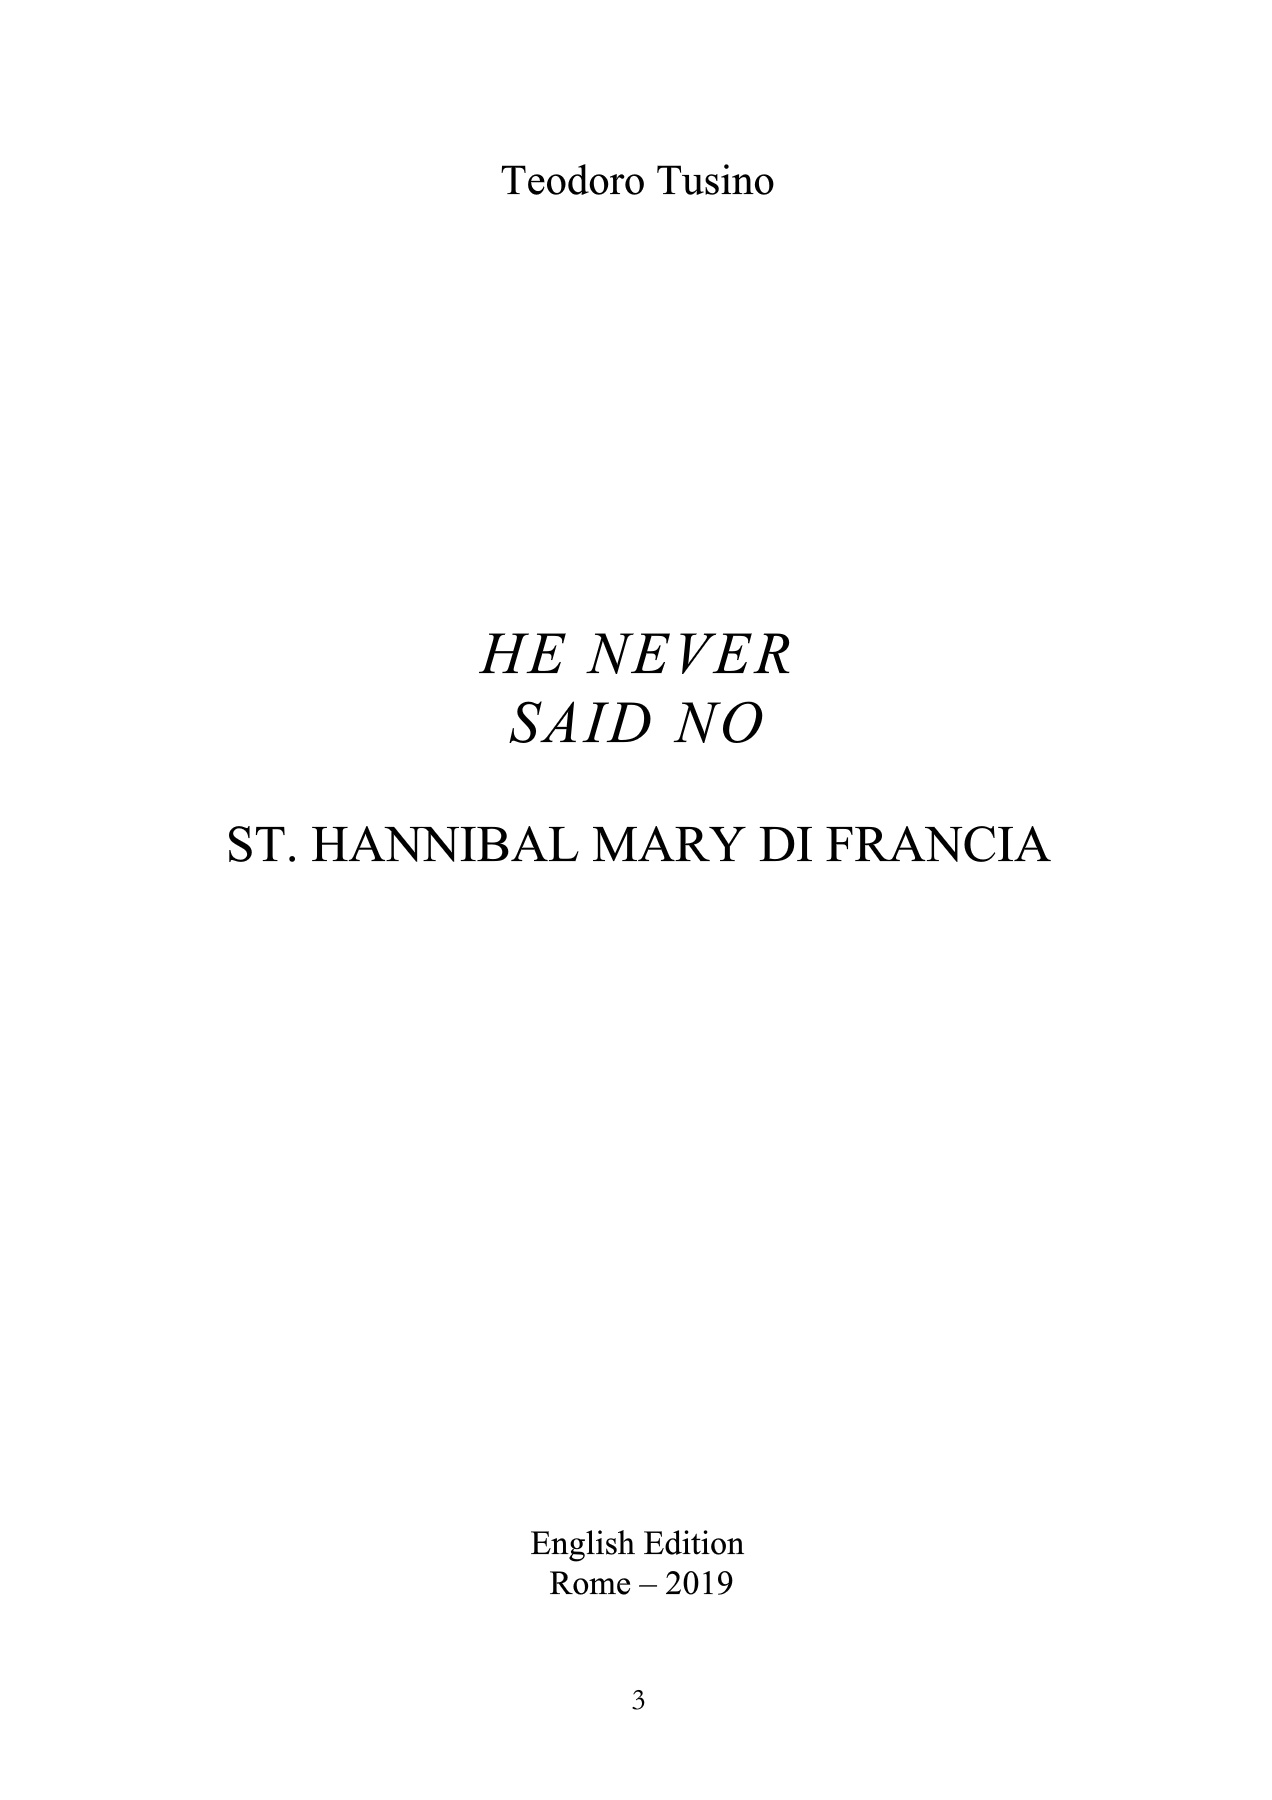 Teodoro Tusino
HE NEVER
SAID NO
ST. HANNIBAL MARY DI FRANCIA
English Edition
Rome – 2019
3